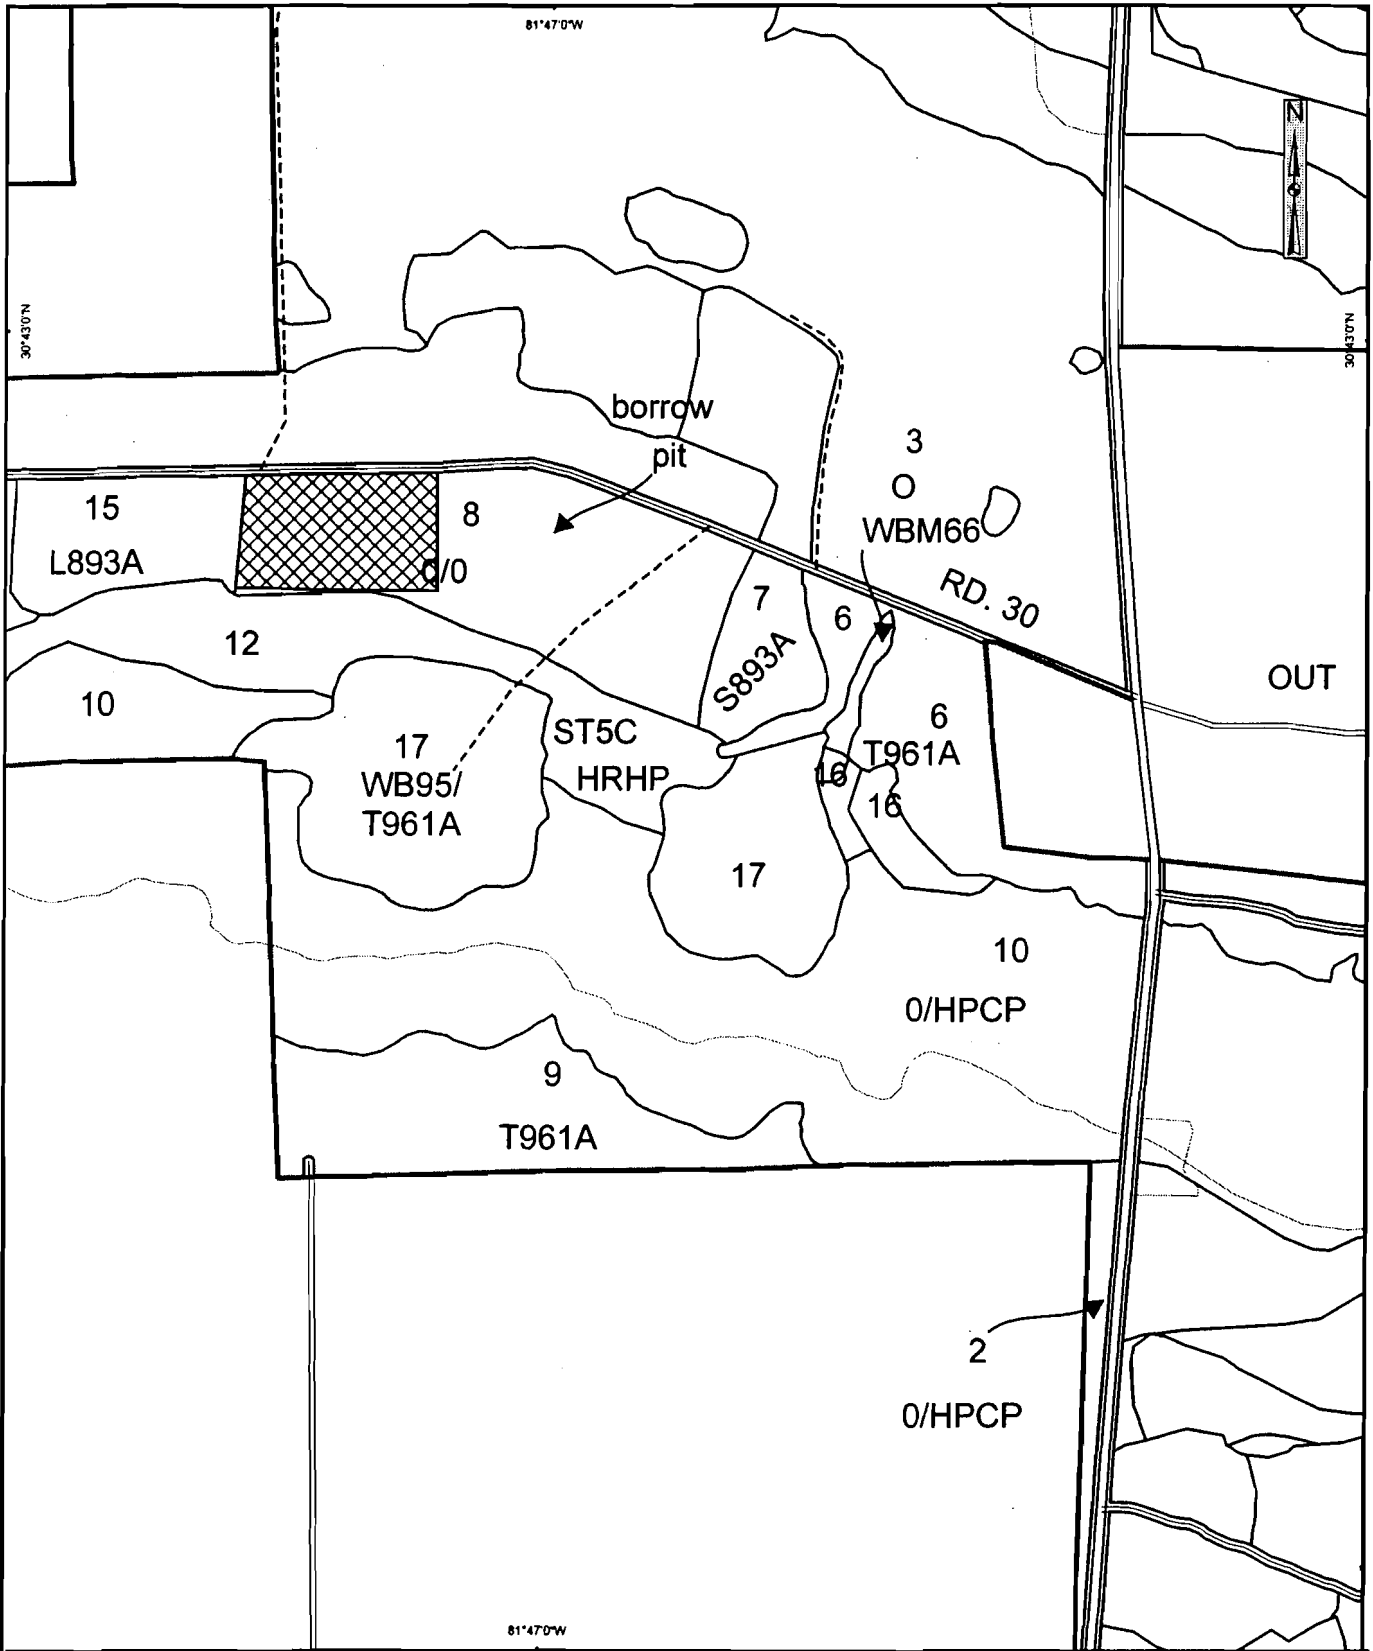 81°47'0"W
N
30°43'0"N
30°43'0"N
borrow
pit
3
O
WBM66
15
L893A
8
0/0
7
S893A
6
RD. 30
12
10
OUT
17
WB95/
T961A
ST5C
HRHP
6
T961A
16
16
17
10
0/HPCP
9
T961A
2
0/HPCP
81°47'0"W